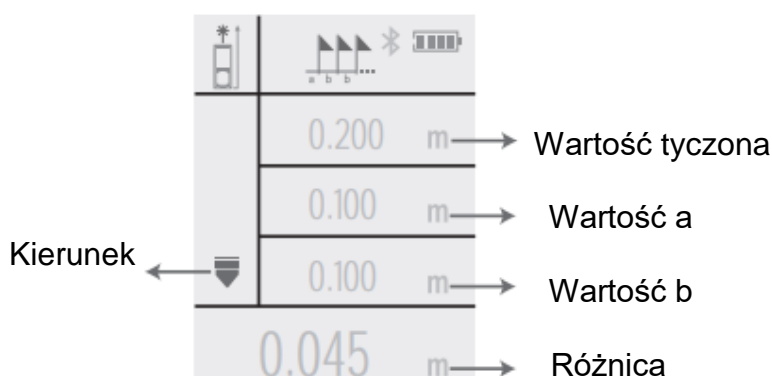 a b b ...
0.200 m Wartość tyczona
0.100 m Wartość a
Kierunek
0.100 m Wartość b
0.045 m Różnica